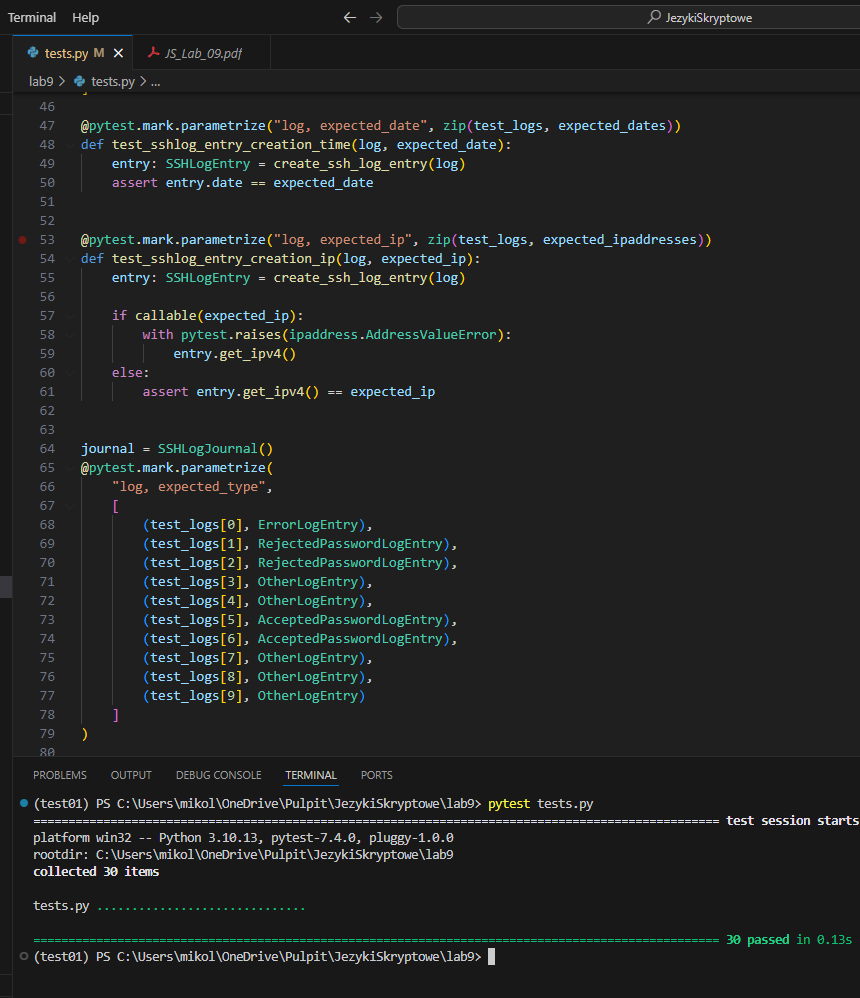 Terminal Help JezykiSkryptowe
tests.py M JS_Lab_09.pdf
lab9 > tests.py > ...
46
47 @pytest.mark.parametrize("log, expected_date", zip(test_logs, expected_dates))
48 def test_sshlog_entry_creation_time(log, expected_date):
49 entry: SSHLogEntry = create_ssh_log_entry(log)
50 assert entry.date == expected_date
51
52
53 @pytest.mark.parametrize("log, expected_ip", zip(test_logs, expected_ipaddresses))
54 def test_sshlog_entry_creation_ip(log, expected_ip):
55 entry: SSHLogEntry = create_ssh_log_entry(log)
56
57 if callable(expected_ip):
58 with pytest.raises(ipaddress.AddressValueError):
59 entry.get_ipv4()
60 else:
61 assert entry.get_ipv4() == expected_ip
62
63
64 journal = SSHLogJournal()
65 @pytest.mark.parametrize(
66 "log, expected_type",
67 [
68 (test_logs[0], ErrorLogEntry),
69 (test_logs[1], RejectedPasswordLogEntry),
70 (test_logs[2], RejectedPasswordLogEntry),
71 (test_logs[3], OtherLogEntry),
72 (test_logs[4], OtherLogEntry),
73 (test_logs[5], AcceptedPasswordLogEntry),
74 (test_logs[6], AcceptedPasswordLogEntry),
75 (test_logs[7], OtherLogEntry),
76 (test_logs[8], OtherLogEntry),
77 (test_logs[9], OtherLogEntry)
78 ]
79 )
80
PROBLEMS OUTPUT DEBUG CONSOLE TERMINAL PORTS
(test01) PS C:\Users\mikol\OneDrive\Pulpit\JezykiSkryptowe\lab9> pytest tests.py
========================================================================================= test session starts
platform win32 -- Python 3.10.13, pytest-7.4.0, pluggy-1.0.0
rootdir: C:\Users\mikol\OneDrive\Pulpit\JezykiSkryptowe\lab9
collected 30 items
tests.py ..............................
========================================================================================= 30 passed in 0.13s
(test01) PS C:\Users\mikol\OneDrive\Pulpit\JezykiSkryptowe\lab9>